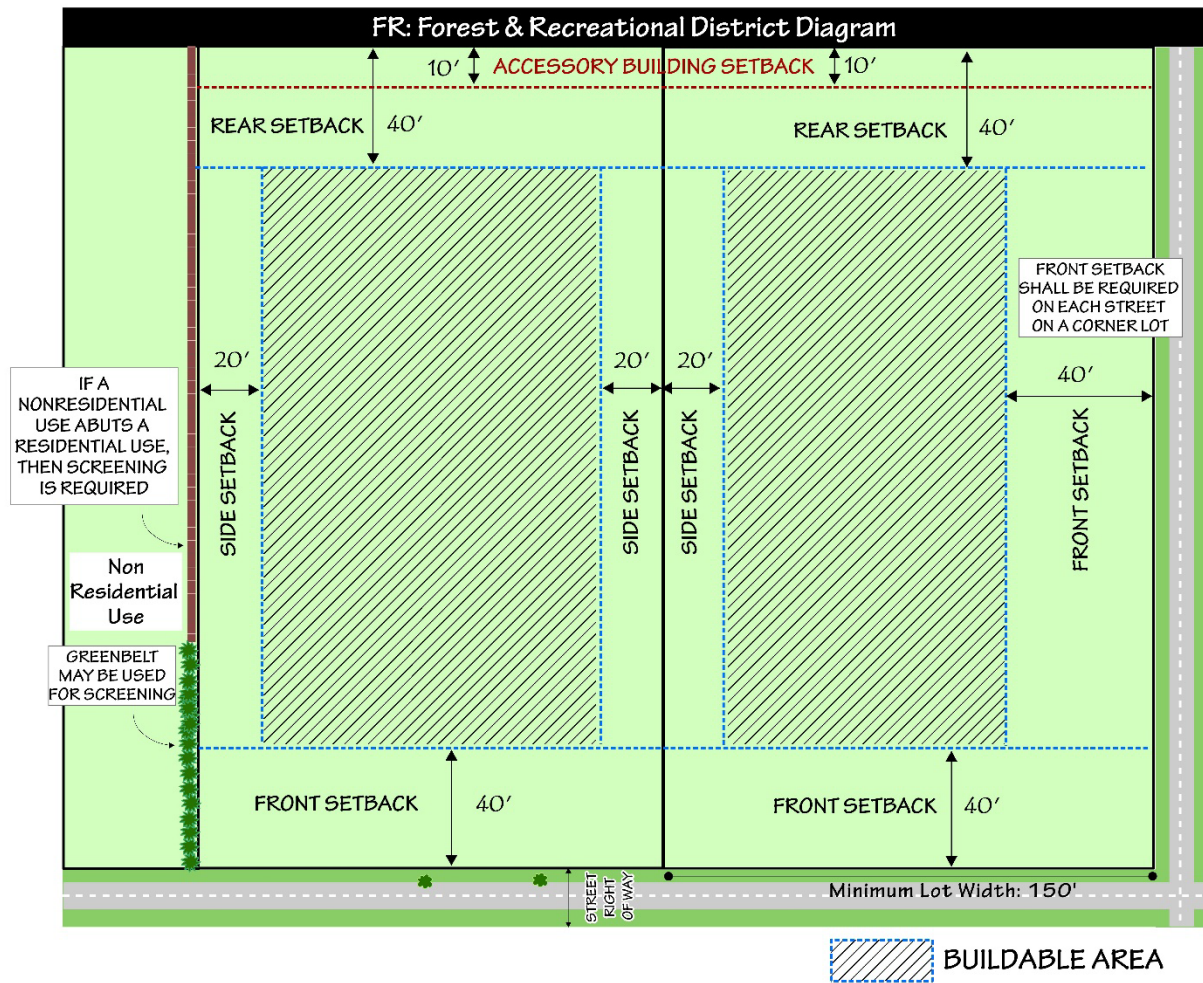 FR: Forest & Recreational District Diagram
10' ACCESSORY BUILDING SETBACK 10'
REAR SETBACK 40'
REAR SETBACK 40'
FRONT SETBACK
SHALL BE REQUIRED
ON EACH STREET
ON A CORNER LOT
20'
20'
20'
40'
SIDE SETBACK
SIDE SETBACK
SIDE SETBACK
FRONT SETBACK
IF A
NONRESIDENTIAL
USE ABUTS A
RESIDENTIAL USE,
THEN SCREENING
IS REQUIRED
Non
Residential
Use
GREENBELT
MAY BE USED
FOR SCREENING
FRONT SETBACK 40'
FRONT SETBACK 40'
STREET
RIGHT
OF WAY
Minimum Lot Width: 150'
BUILDABLE AREA